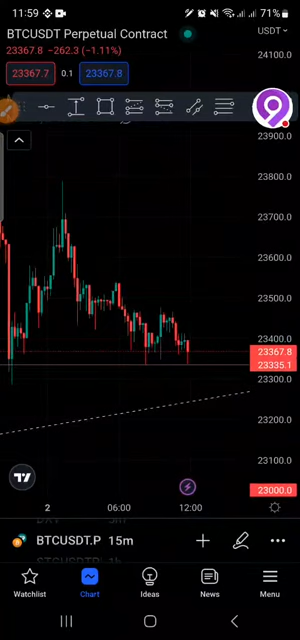 11:59
71%
BTCUSDT Perpetual Contract
USDT
23367.8 −262.3 (−1.11%)
23367.7 0.1 23367.8
24100.0
23900.0
23800.0
23700.0
23600.0
23500.0
23400.0
23367.8
23335.1
23300.0
23200.0
23100.0
23000.0
2 06:00 12:00
BTCUSDT.P 15m
Watchlist Chart Ideas News Menu